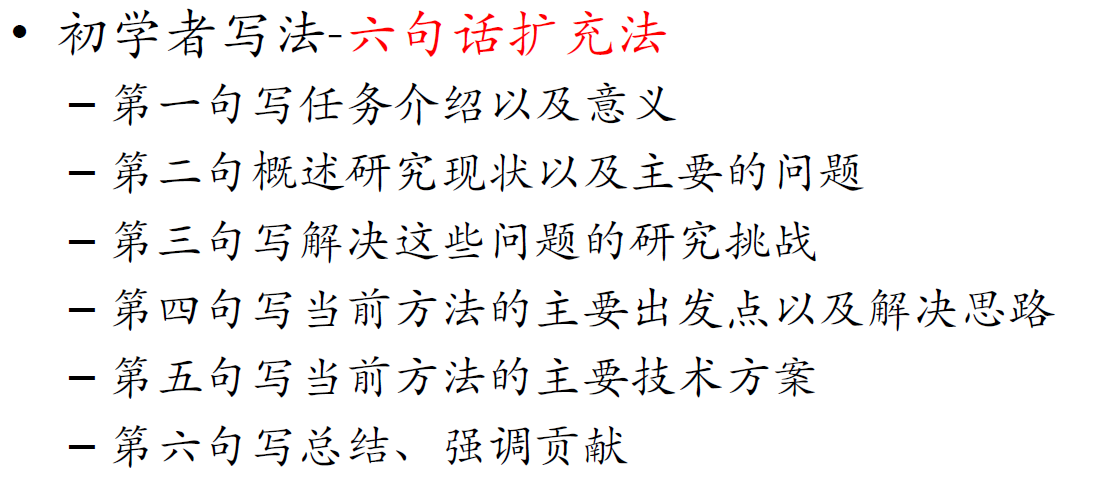 • 初学者写法-六句话扩充法
– 第一句写任务介绍以及意义
– 第二句概述研究现状以及主要的问题
– 第三句写解决这些问题的研究挑战
– 第四句写当前方法的主要出发点以及解决思路
– 第五句写当前方法的主要技术方案
– 第六句写总结、强调贡献